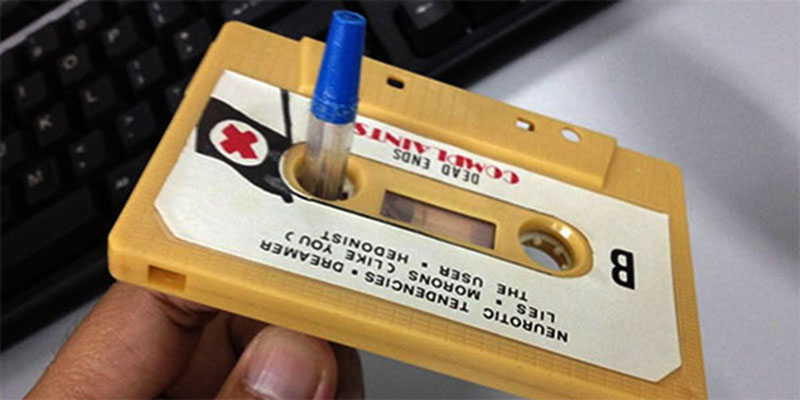 NEUROTIC TENDENCIES • DREAMER
LIES • MORONS (LIKE YOU)
THE USER • HEDONIST
B
DEAD ENDS
COMPLAINTS